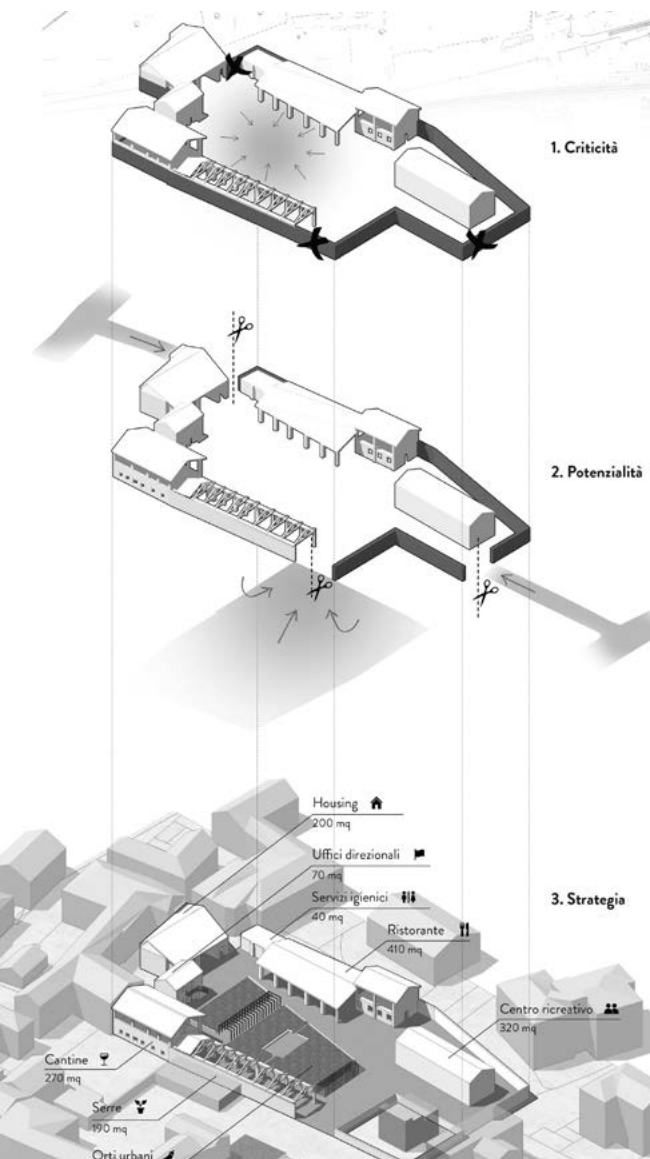 1. Criticità
2. Potenzialità
Housing
200 mq
Uffici direzionali
70 mq
Servizi igienici
40 mq
3. Strategia
Ristorante
410 mq
Centro ricreativo
320 mq
Cantine
270 mq
Serre
190 mq
Orti urbani